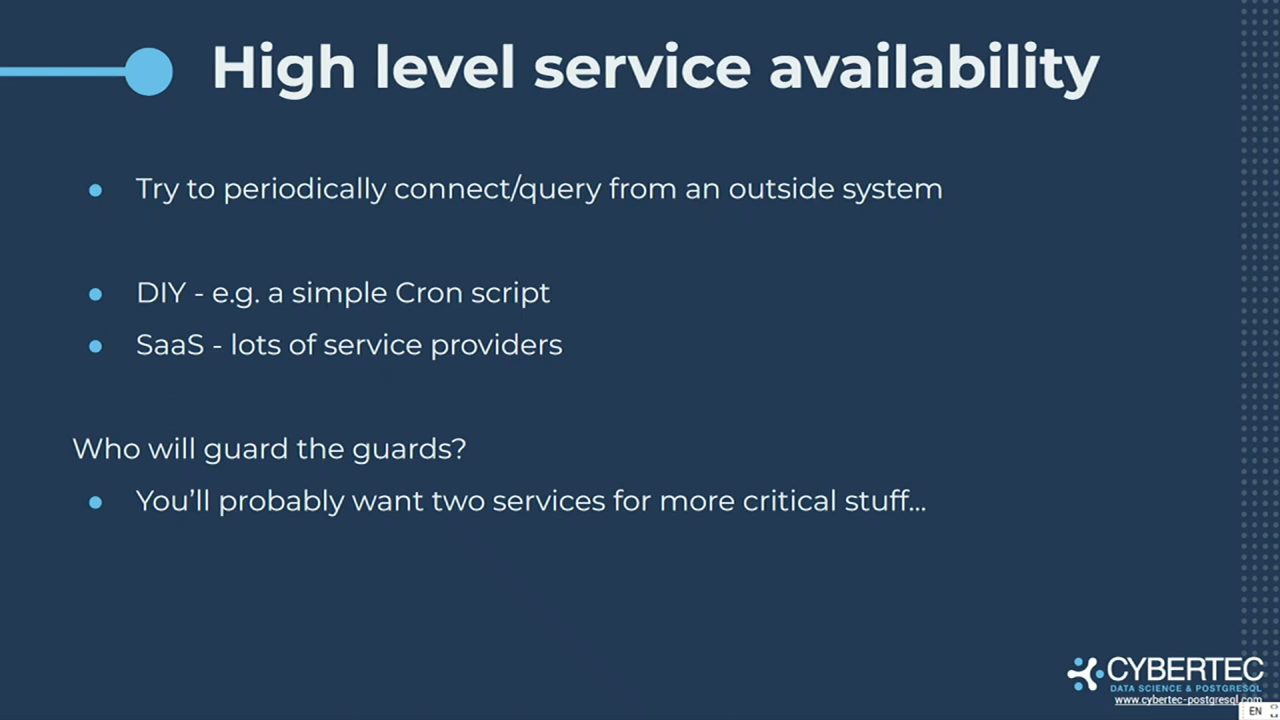 High level service availability
Try to periodically connect/query from an outside system
DIY - e.g. a simple Cron script
SaaS - lots of service providers
Who will guard the guards?
You'll probably want two services for more critical stuff...
CYBERTEC
DATA SCIENCE & POSTGRESQL
www.cybertec-postgresql.com
EN